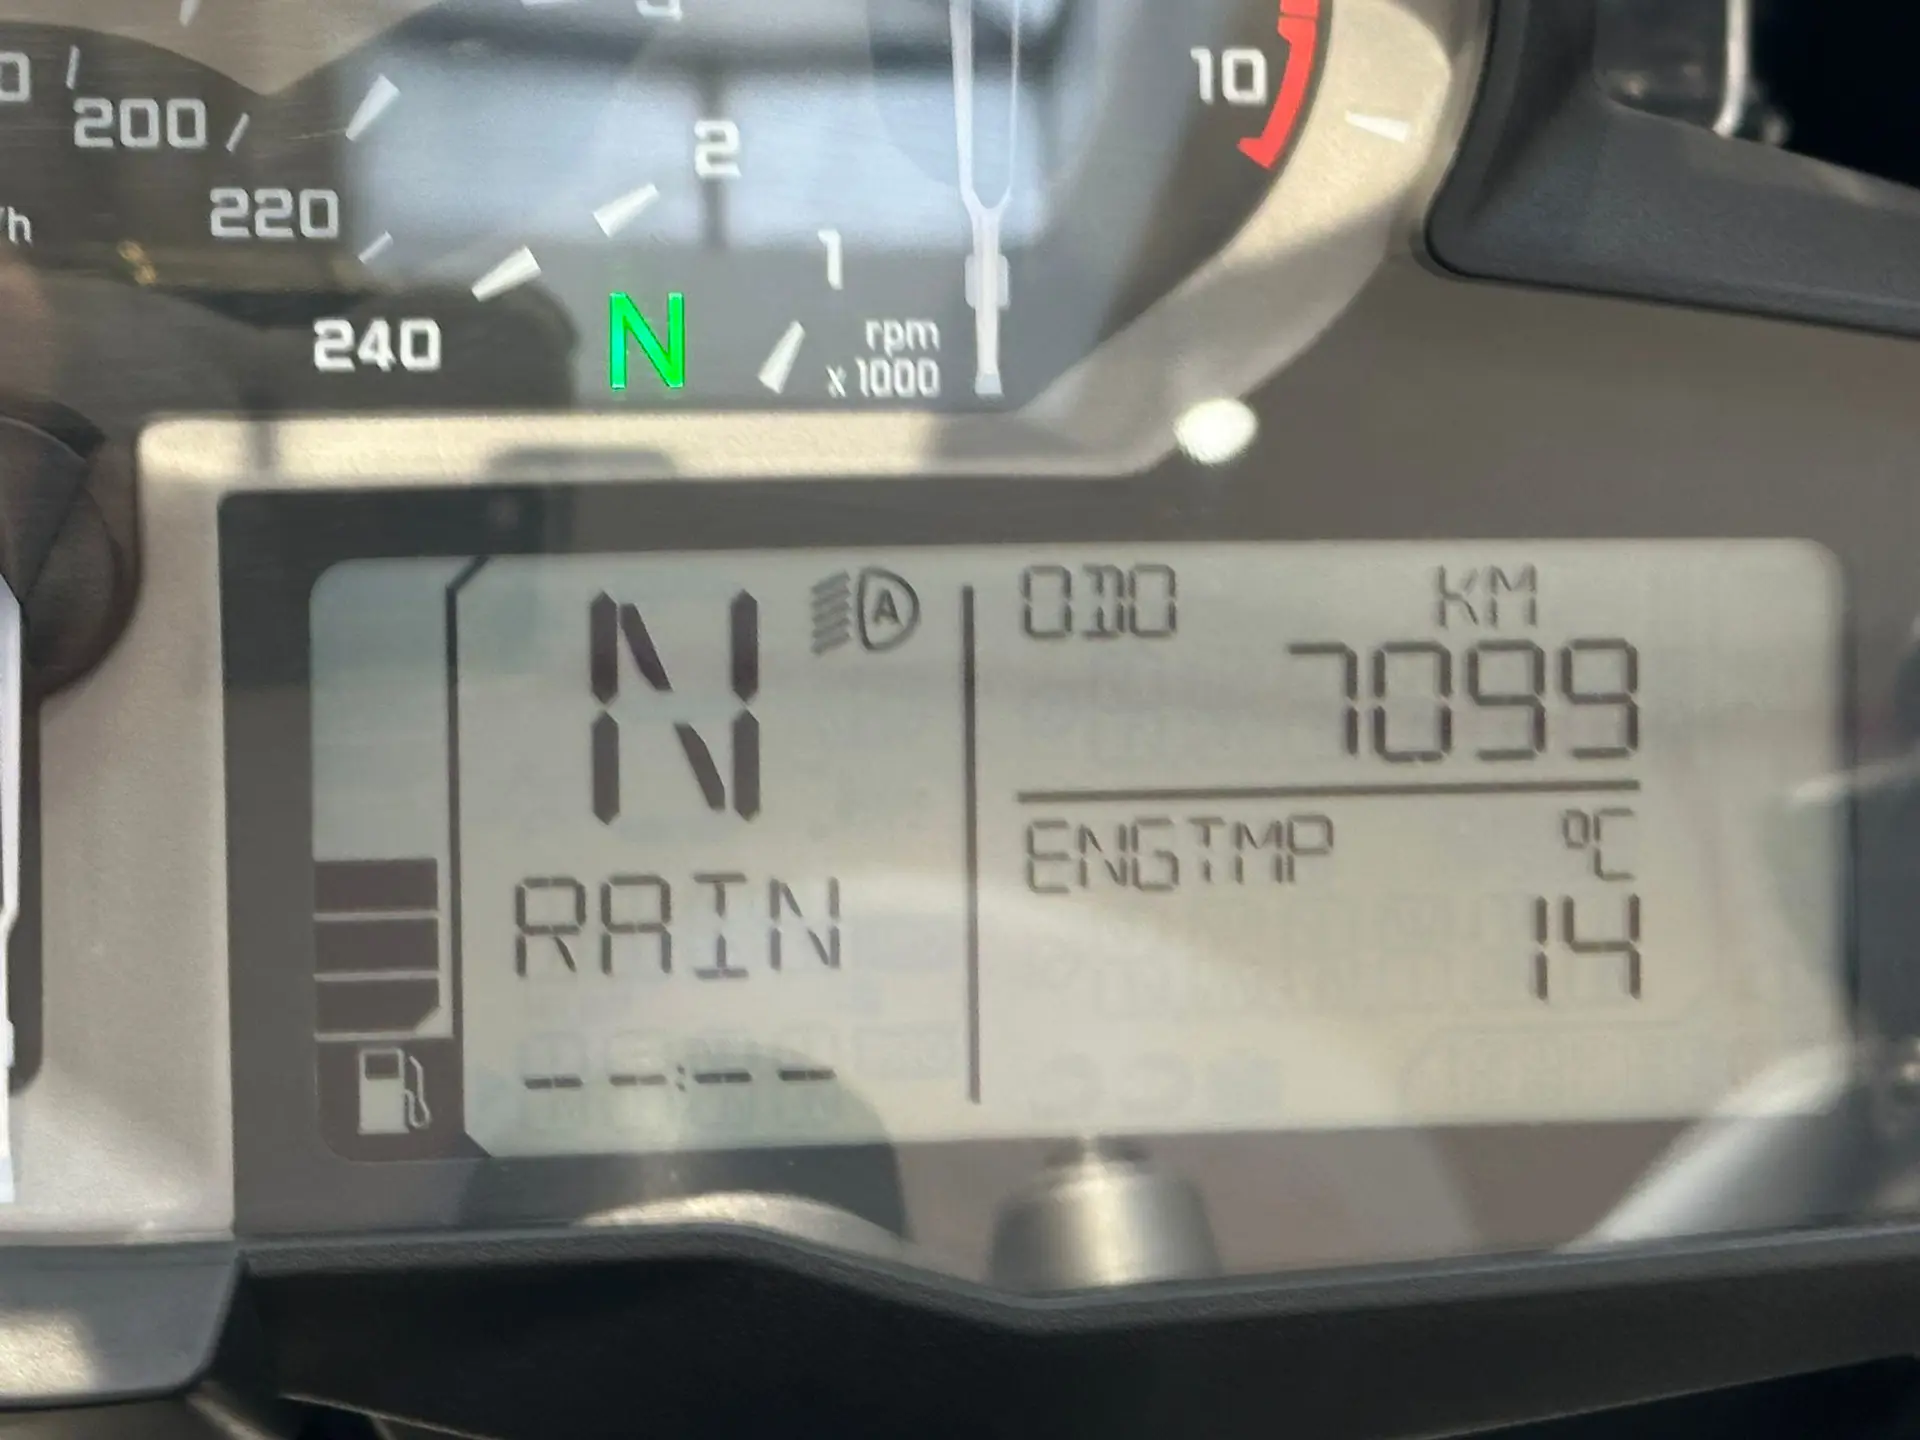 200
220
240
/h
2
1
rpm
x 1000
10
N
N
A
ODO KM
7099
ENGTMP °C
14
RAIN
-- --:-- --